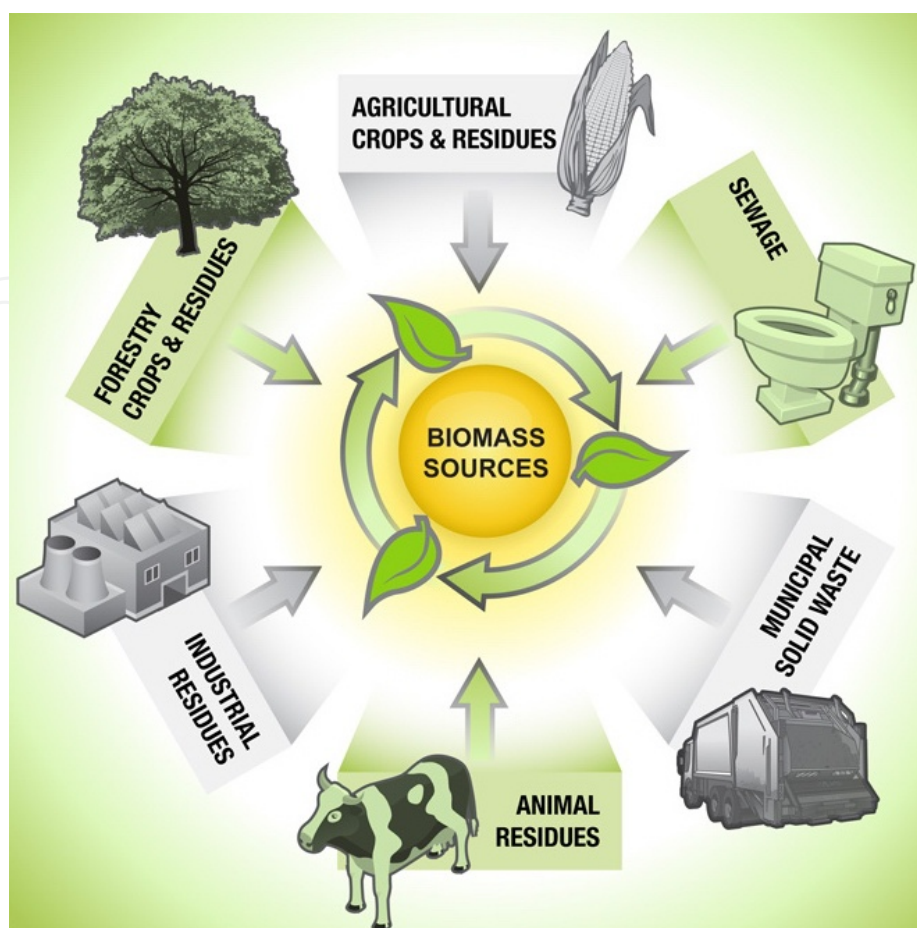 AGRICULTURAL
CROPS & RESIDUES
SEWAGE
FORESTRY
CROPS & RESIDUES
BIOMASS
SOURCES
INDUSTRIAL
RESIDUES
MUNICIPAL
SOLID WASTE
ANIMAL
RESIDUES